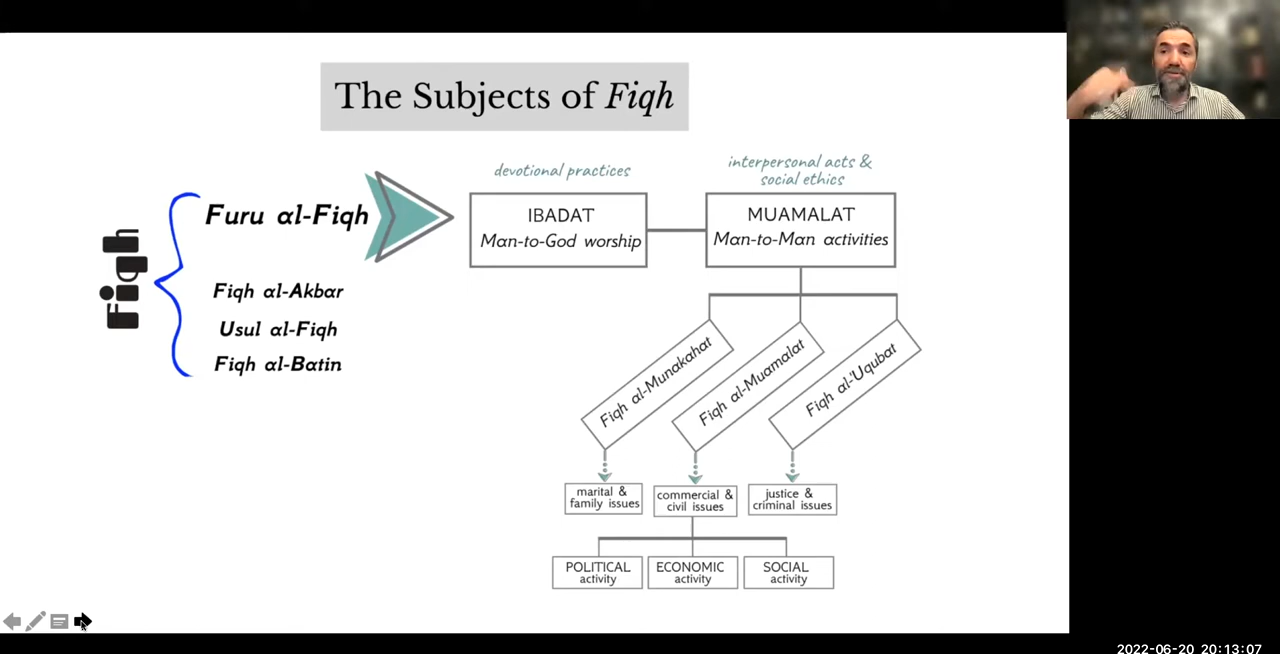 The Subjects of Fiqh
Fiqh
Furu al-Fiqh
Fiqh al-Akbar
Usul al-Fiqh
Fiqh al-Batin
devotional practices
IBADAT
Man-to-God worship
interpersonal acts &
social ethics
MUAMALAT
Man-to-Man activities
Fiqh al-Munakahat
Fiqh al-Muamalat
Fiqh al-'Uqubat
marital &
family issues
commercial &
civil issues
justice &
criminal issues
POLITICAL
activity
ECONOMIC
activity
SOCIAL
activity
2022-06-20 20:13:07